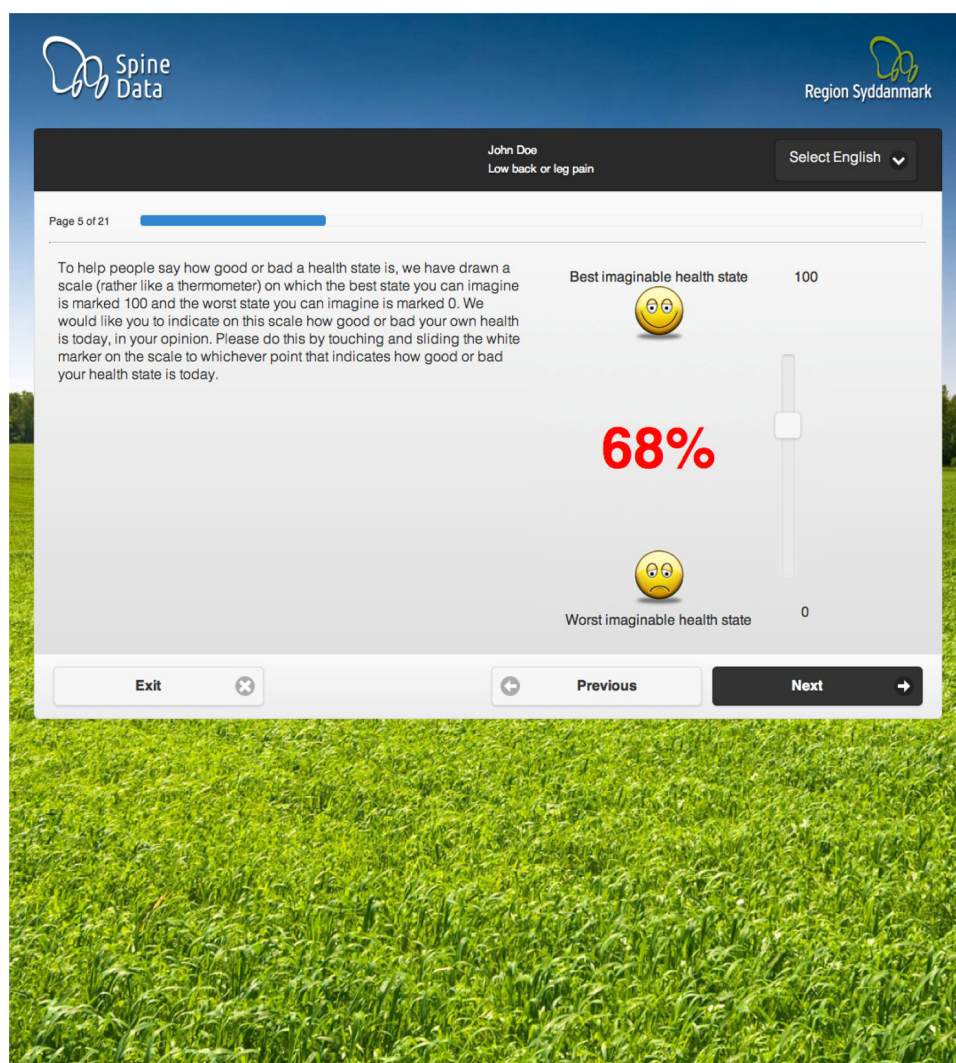 Spine
Data
Region Syddanmark
John Doe
Low back or leg pain
Select English
Page 5 of 21
To help people say how good or bad a health state is, we have drawn a
scale (rather like a thermometer) on which the best state you can imagine
is marked 100 and the worst state you can imagine is marked 0. We
would like you to indicate on this scale how good or bad your own health
is today, in your opinion. Please do this by touching and sliding the white
marker on the scale to whichever point that indicates how good or bad
your health state is today.
Best imaginable health state 100
68%
Worst imaginable health state 0
Exit
Previous
Next